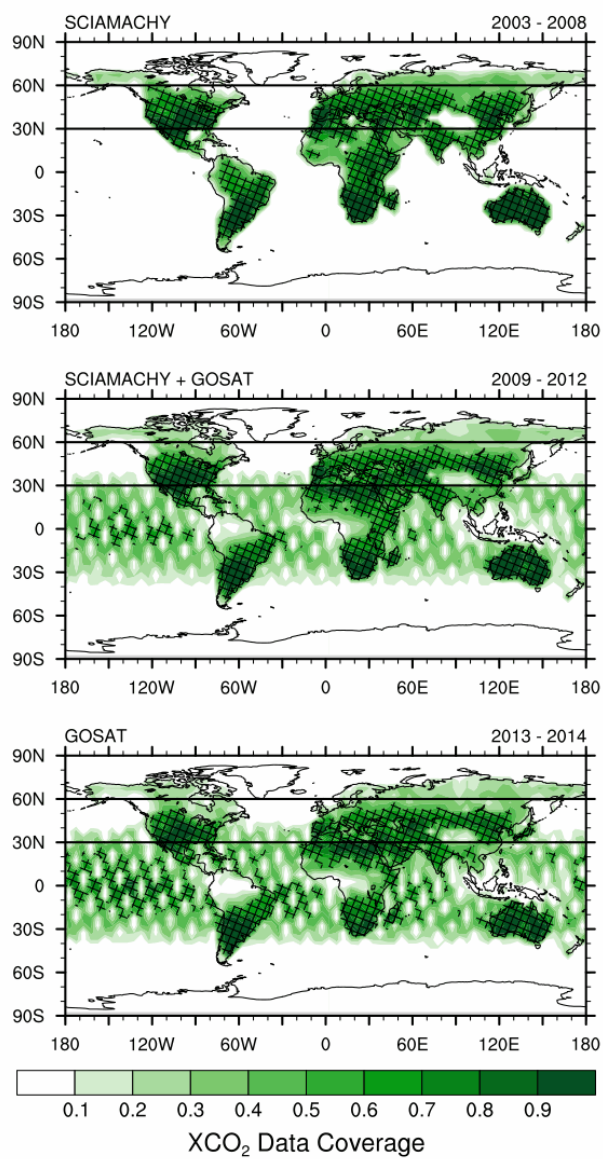 SCIAMACHY 2003 - 2008
90N
60N
30N
0
30S
60S
90S
180 120W 60W 0 60E 120E 180
SCIAMACHY + GOSAT 2009 - 2012
90N
60N
30N
0
30S
60S
90S
180 120W 60W 0 60E 120E 180
GOSAT 2013 - 2014
90N
60N
30N
0
30S
60S
90S
180 120W 60W 0 60E 120E 180
0.1 0.2 0.3 0.4 0.5 0.6 0.7 0.8 0.9
XCO₂ Data Coverage